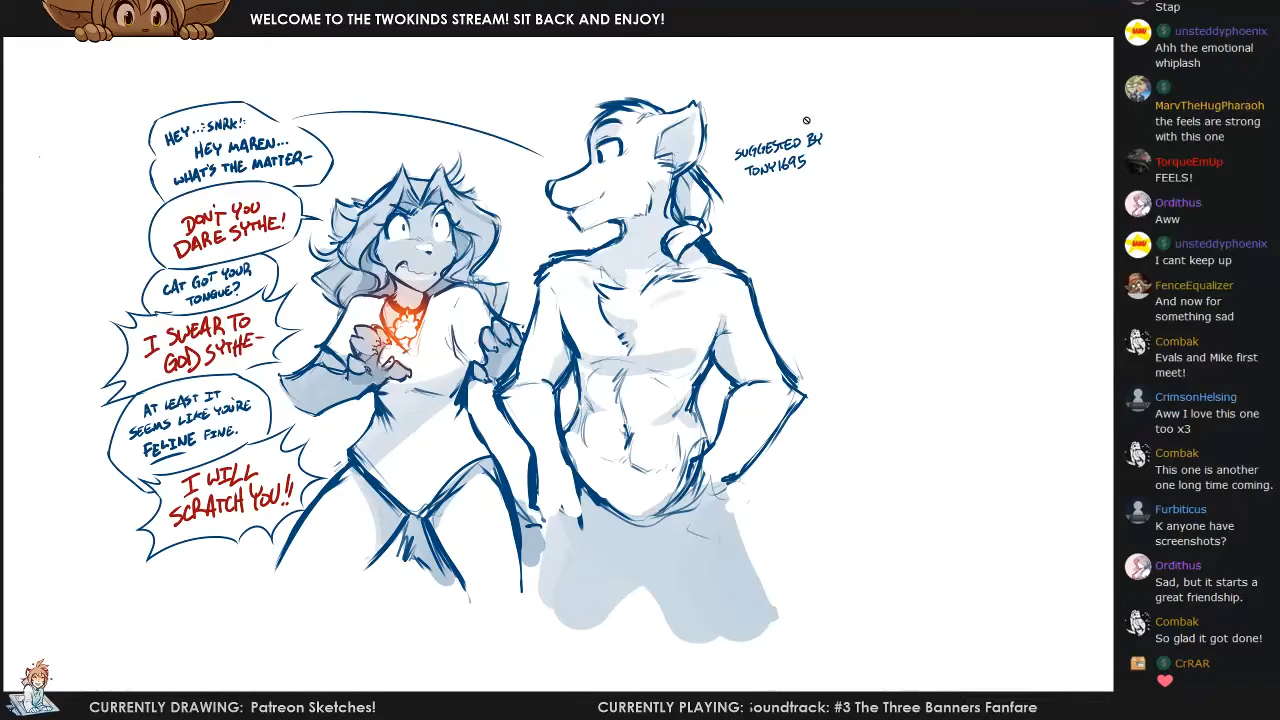 WELCOME TO THE TWOKINDS STREAM! SIT BACK AND ENJOY!
HEY...SNRK!
HEY MAREN...
WHAT'S THE MATTER—
DON'T YOU
DARE SYTHE!
CAT GOT YOUR
TONGUE?
I SWEAR TO
GOD SYTHE—
AT LEAST IT
SEEMS LIKE YOU'RE
FELINE FINE.
I WILL
SCRATCH YOU!!
SUGGESTED BY
TONY1695
Stap
unsteddyphoenix
Ahh the emotional
whiplash
MarvTheHugPharaoh
the feels are strong
with this one
TorqueEmUp
FEELS!
Ordithus
Aww
unsteddyphoenix
I cant keep up
FenceEqualizer
And now for
something sad
Combak
Evals and Mike first
meet!
CrimsonHelsing
Aww I love this one
too x3
Combak
This one is another
one long time coming.
Furbiticus
K anyone have
screenshots?
Ordithus
Sad, but it starts a
great friendship.
Combak
So glad it got done!
CrRAR
CURRENTLY DRAWING: Patreon Sketches!
CURRENTLY PLAYING: Soundtrack: #3 The Three Banners Fanfare